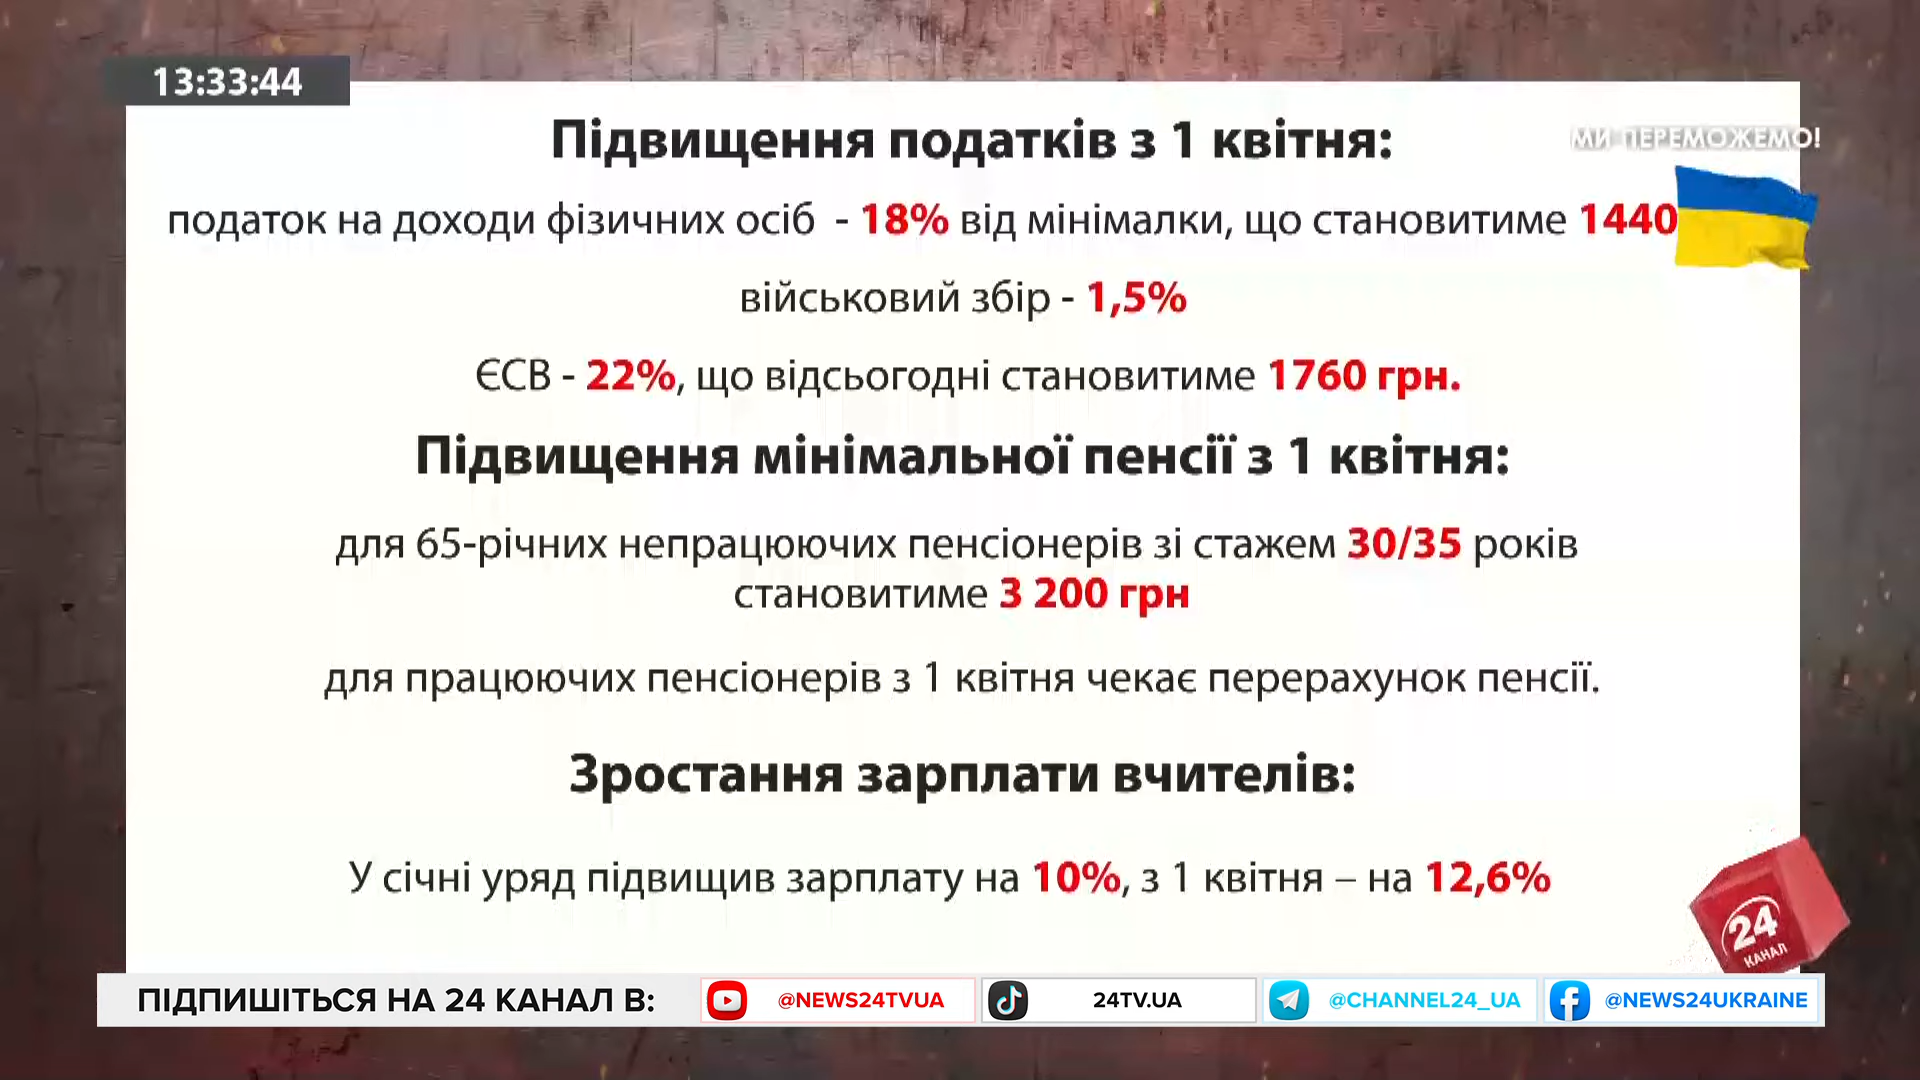 13:33:44
Підвищення податків з 1 квітня:
МИ ПЕРЕМОЖЕМО!
податок на доходи фізичних осіб - 18% від мінімалки, що становитиме 1440
військовий збір - 1,5%
ЄСВ - 22%, що відсьогодні становитиме 1760 грн.
Підвищення мінімальної пенсії з 1 квітня:
для 65-річних непрацюючих пенсіонерів зі стажем 30/35 років
становитиме 3 200 грн
для працюючих пенсіонерів з 1 квітня чекає перерахунок пенсії.
Зростання зарплати вчителів:
У січні уряд підвищив зарплату на 10%, з 1 квітня – на 12,6%
24
КАНАЛ
ПІДПИШІТЬСЯ НА 24 КАНАЛ В:
@NEWS24TVUA
24TV.UA
@CHANNEL24_UA
@NEWS24UKRAINE